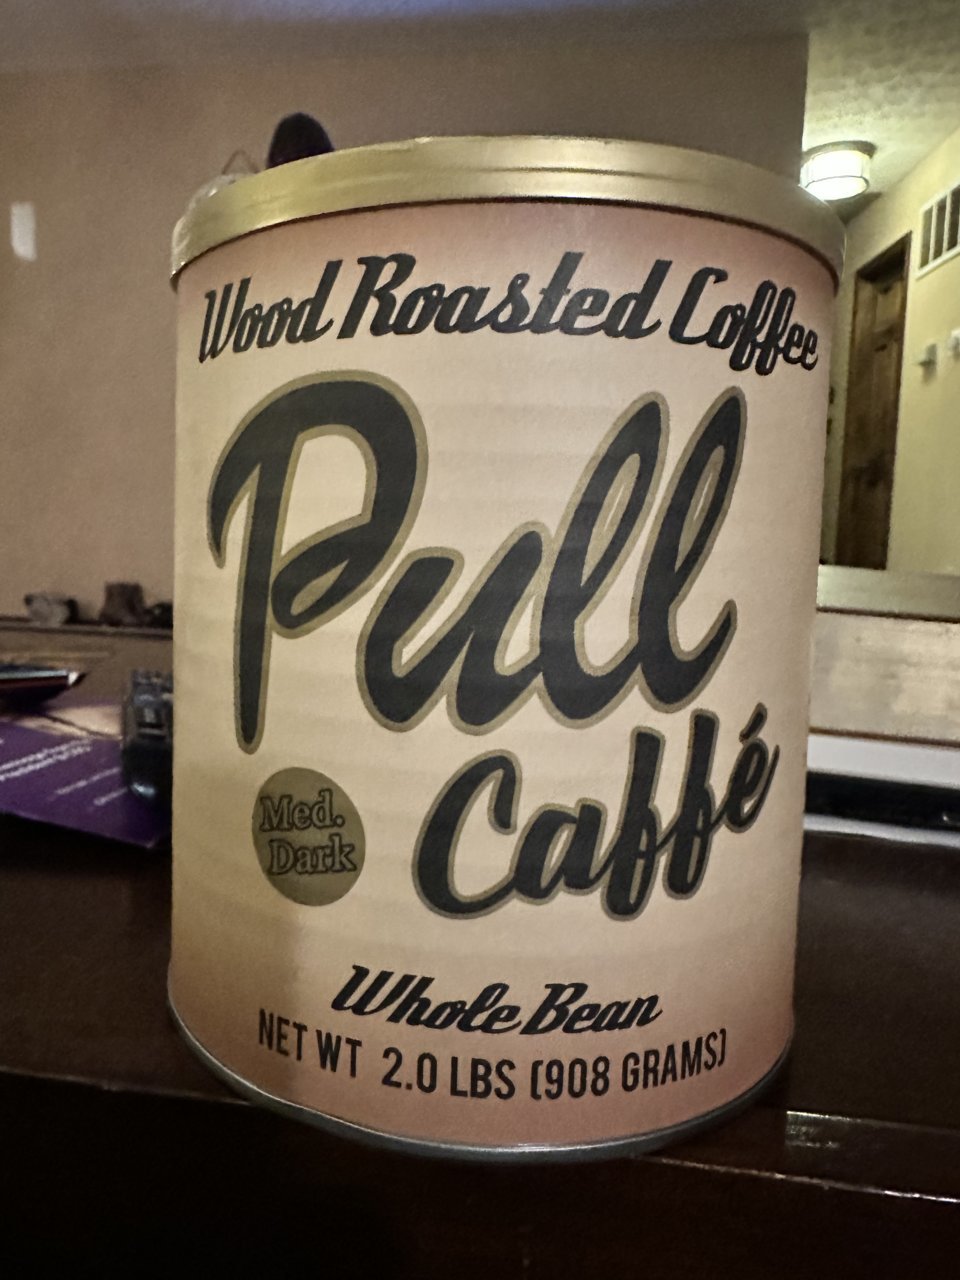 Wood Roasted Coffee
Pull
Caffé
Med.
Dark
Whole Bean
NET WT 2.0 LBS (908 GRAMS)